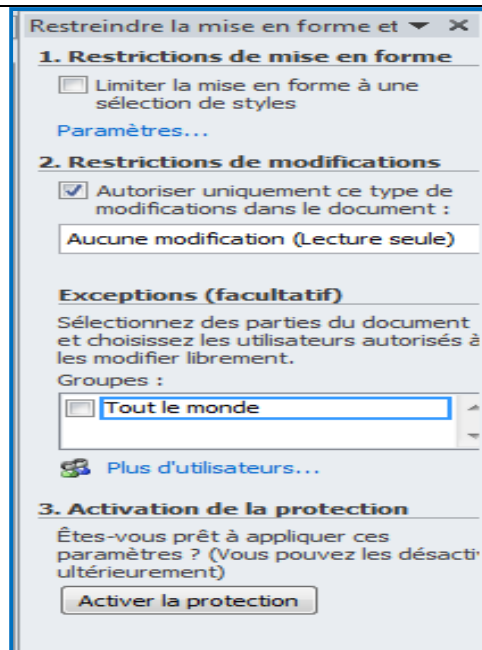 Restreindre la mise en forme et
1. Restrictions de mise en forme
Limiter la mise en forme à une
sélection de styles
Paramètres...
2. Restrictions de modifications
Autoriser uniquement ce type de
modifications dans le document :
Aucune modification (Lecture seule)
Exceptions (facultatif)
Sélectionnez des parties du document
et choisissez les utilisateurs autorisés à
les modifier librement.
Groupes :
Tout le monde
Plus d'utilisateurs...
3. Activation de la protection
Êtes-vous prêt à appliquer ces
paramètres ? (Vous pouvez les désacti
ultérieurement)
Activer la protection